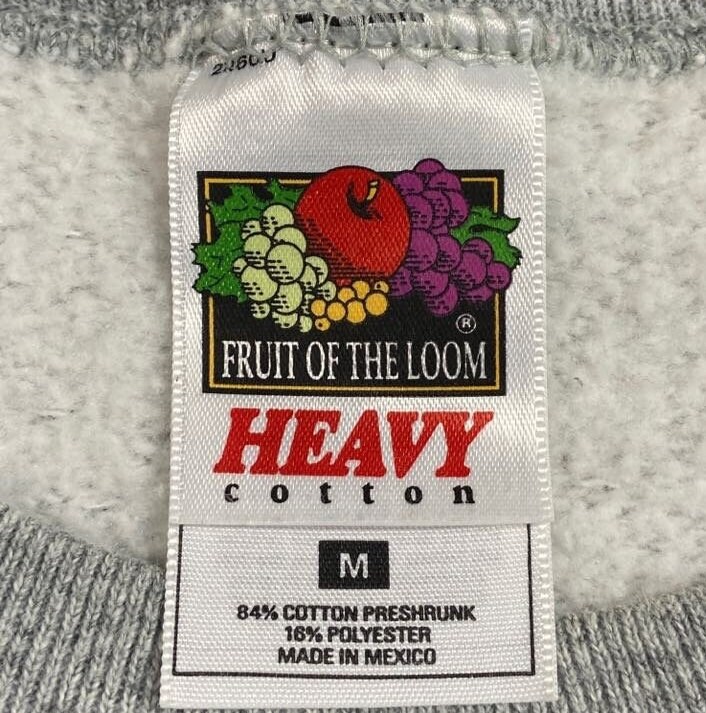 ®
FRUIT OF THE LOOM
HEAVY
cotton
M
84% COTTON PRESHRUNK
16% POLYESTER
MADE IN MEXICO